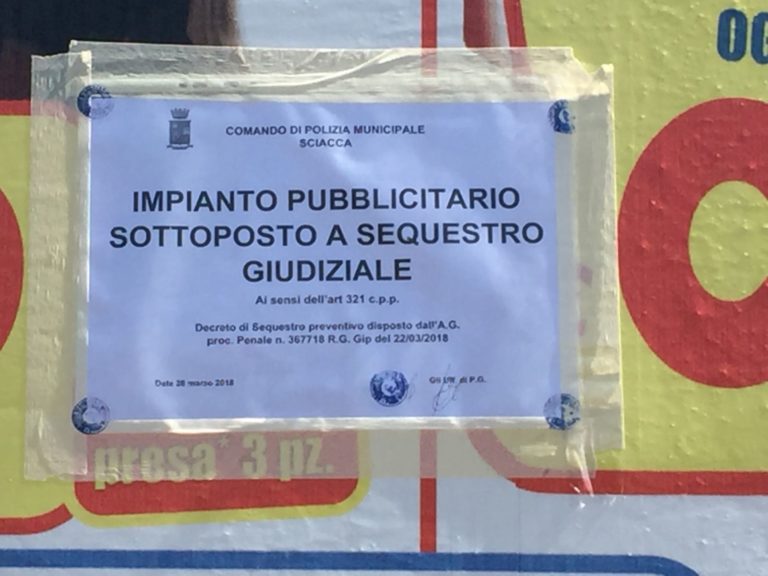 OG
COMANDO DI POLIZIA MUNICIPALE
SCIACCA
IMPIANTO PUBBLICITARIO
SOTTOPOSTO A SEQUESTRO
GIUDIZIALE
Ai sensi dell'art 321 c.p.p.
Decreto di Sequestro preventivo disposto dall'A.G.
proc. Penale n. 367718 R.G. Gip del 22/03/2018
Data 28 marzo 2018
Gli Uff. di P.G.
presa* 3 pz.